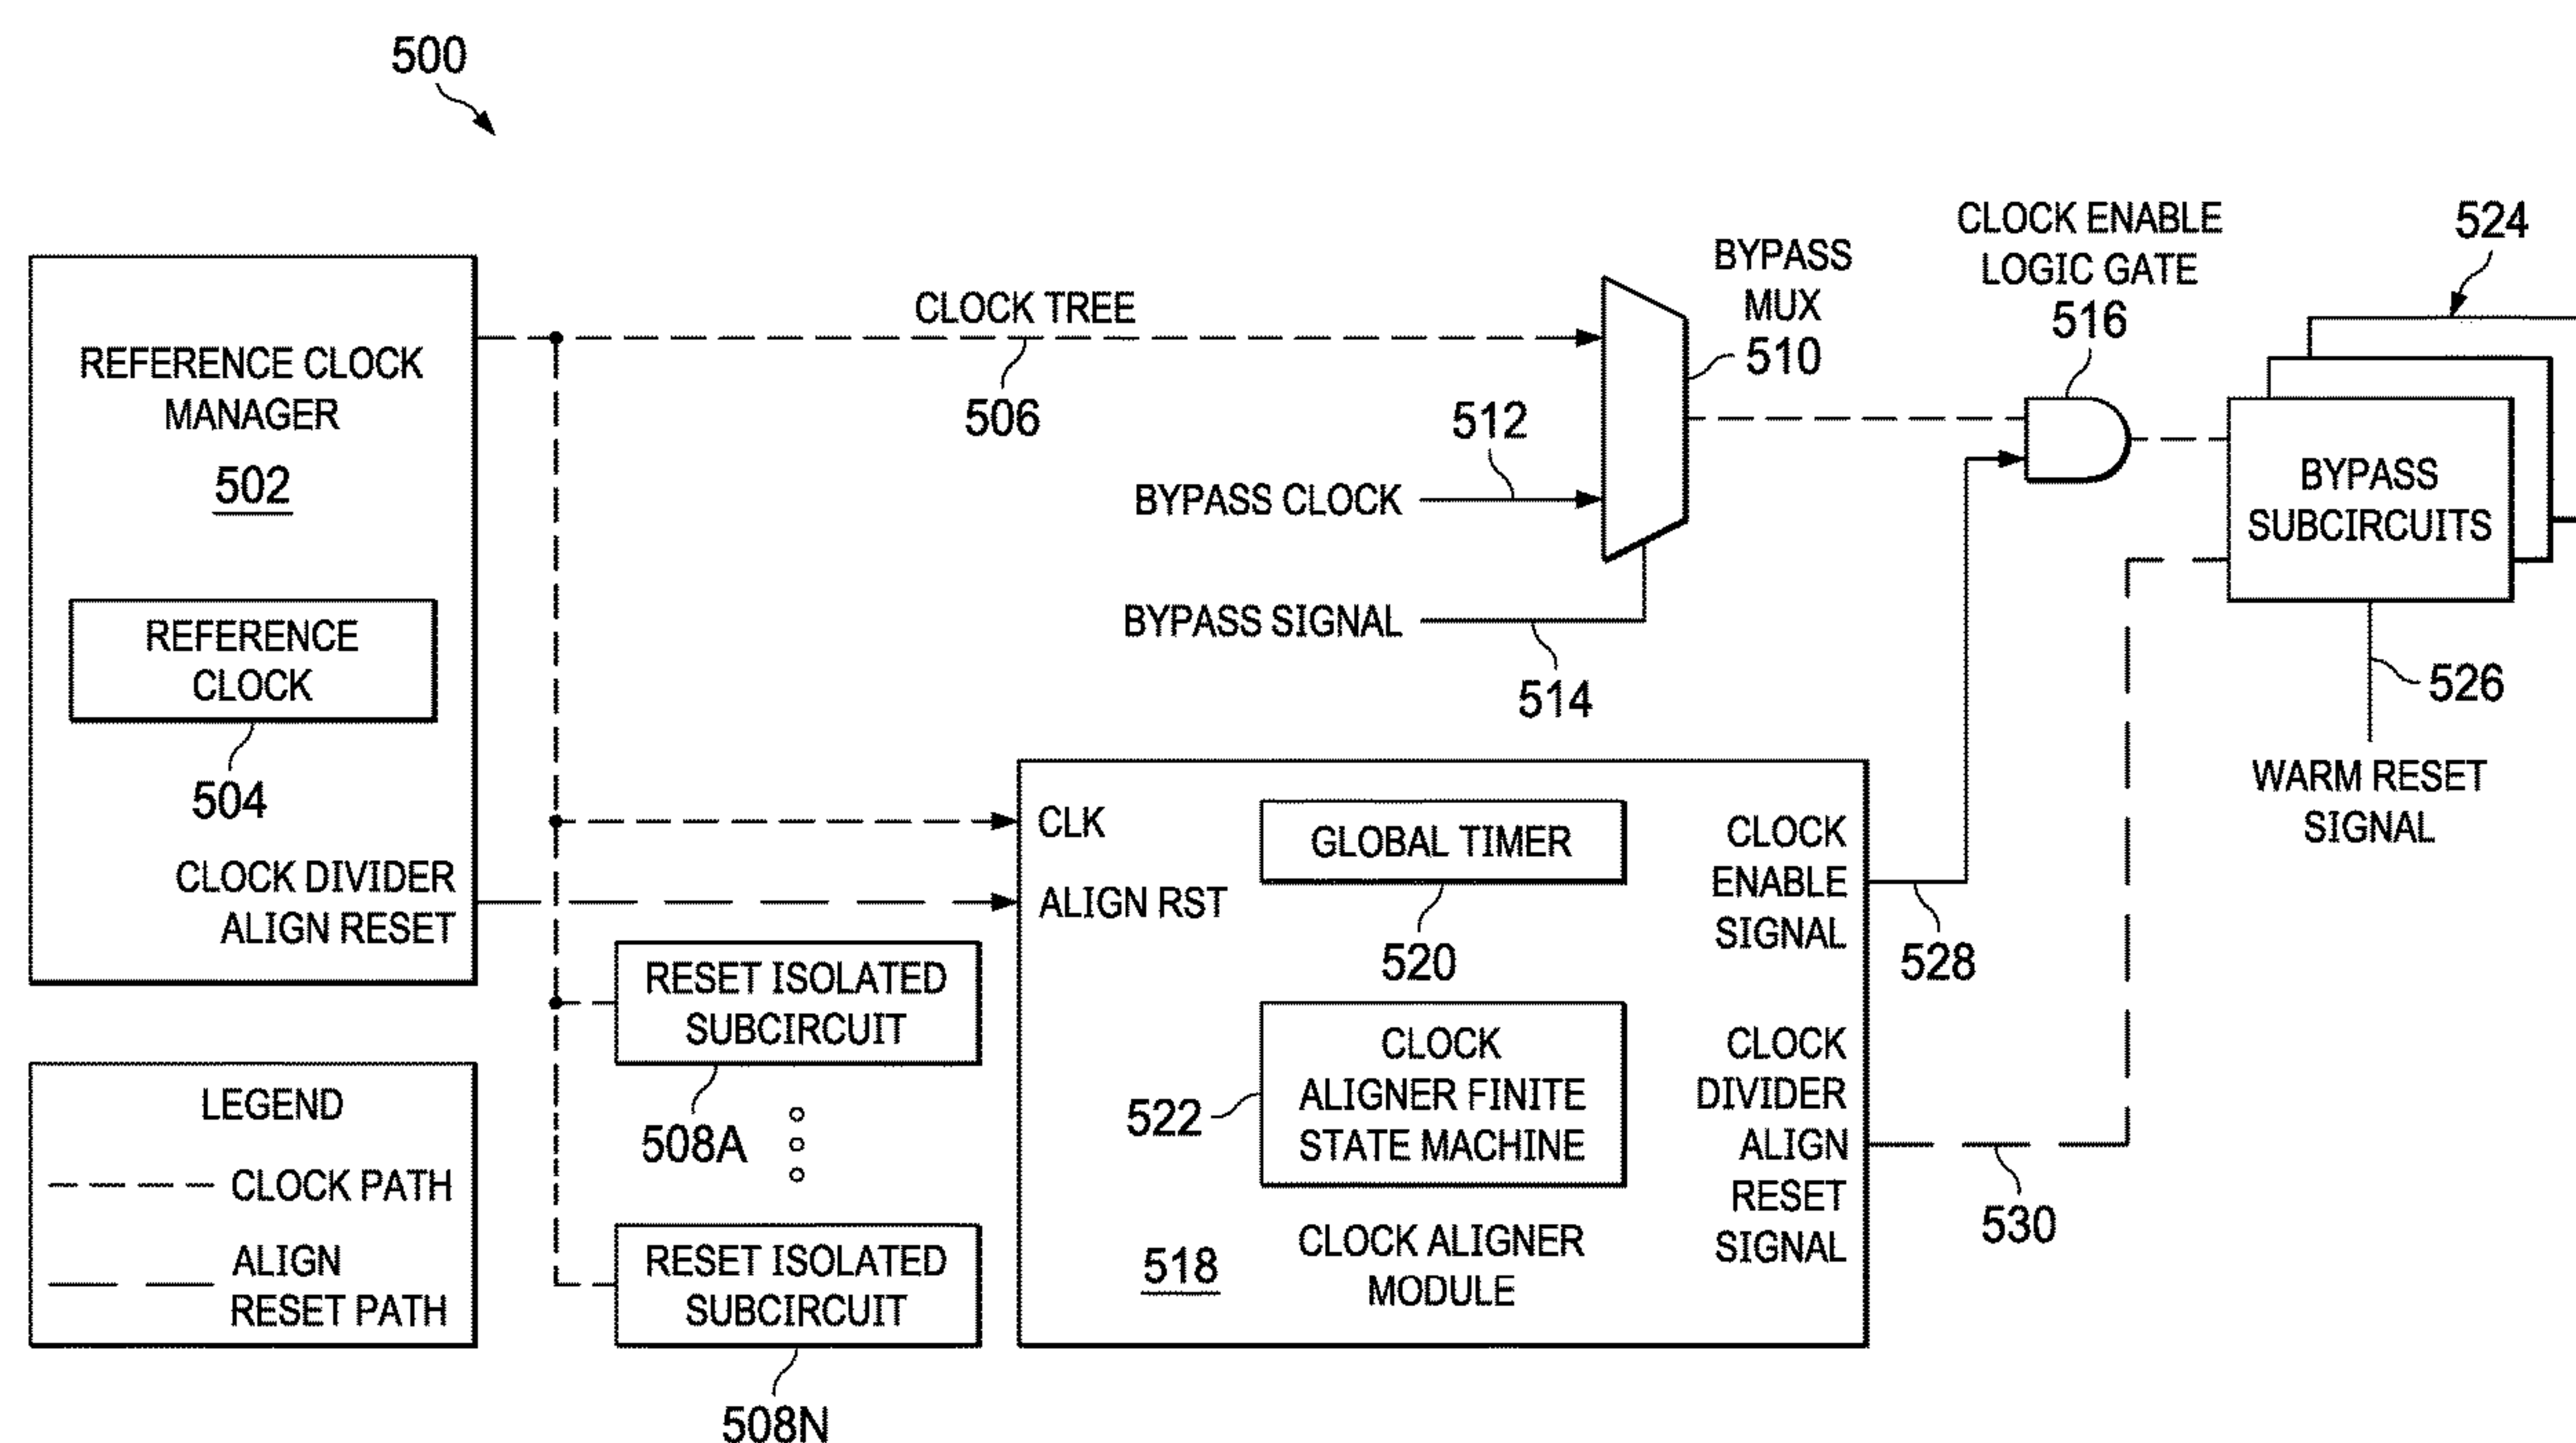 500
REFERENCE CLOCK
MANAGER
502
REFERENCE
CLOCK
504
CLOCK DIVIDER
ALIGN RESET
LEGEND
CLOCK PATH
ALIGN
RESET PATH
CLOCK TREE
506
BYPASS CLOCK
512
BYPASS SIGNAL
514
BYPASS
MUX
510
CLOCK ENABLE
LOGIC GATE
516
524
BYPASS
SUBCIRCUITS
526
WARM RESET
SIGNAL
RESET ISOLATED
SUBCIRCUIT
508A
RESET ISOLATED
SUBCIRCUIT
508N
CLK
ALIGN RST
GLOBAL TIMER
520
CLOCK
ALIGNER FINITE
STATE MACHINE
522
518
CLOCK ALIGNER
MODULE
CLOCK
ENABLE
SIGNAL
528
CLOCK
DIVIDER
ALIGN
RESET
SIGNAL
530